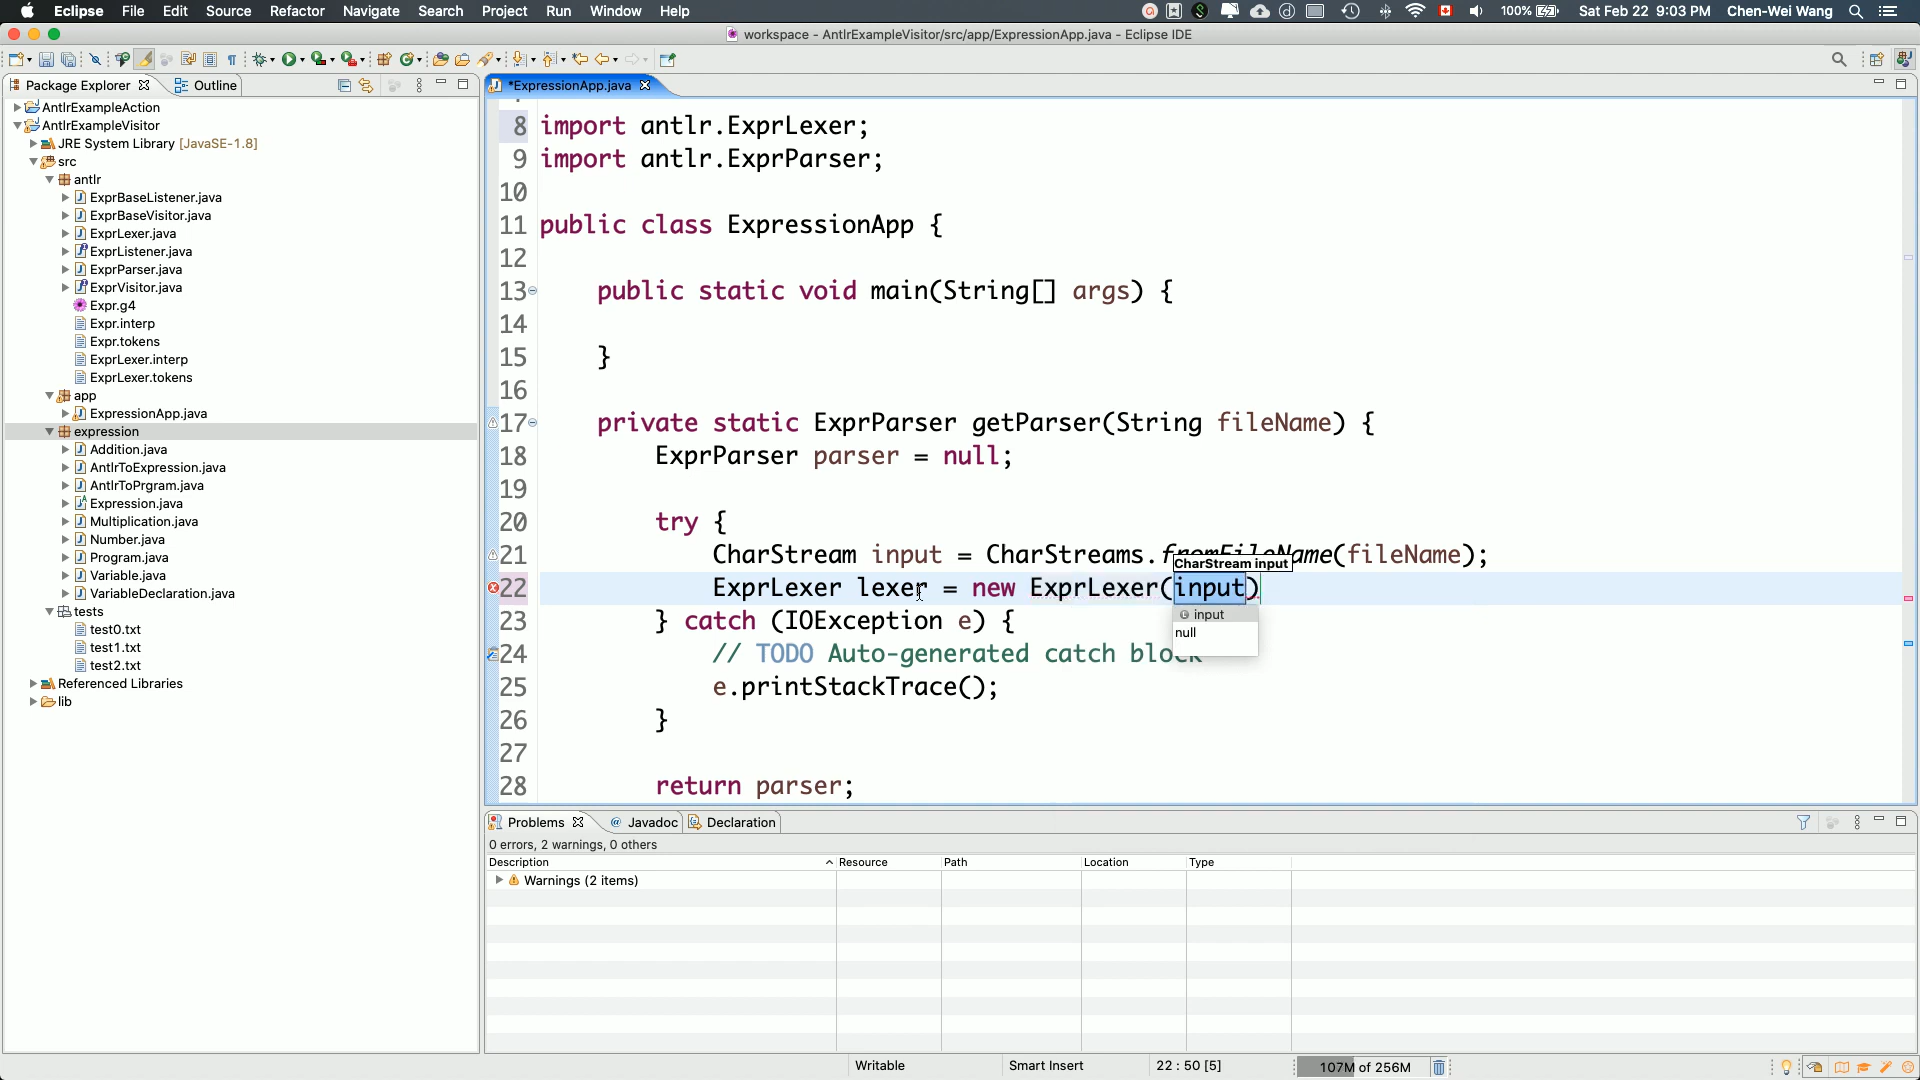 Eclipse File Edit Source Refactor Navigate Search Project Run Window Help
100% Sat Feb 22 9:03 PM Chen-Wei Wang
workspace - AntlrExampleVisitor/src/app/ExpressionApp.java - Eclipse IDE
Package Explorer Outline
AntlrExampleAction
AntlrExampleVisitor
JRE System Library [JavaSE-1.8]
src
antlr
ExprBaseListener.java
ExprBaseVisitor.java
ExprLexer.java
ExprListener.java
ExprParser.java
ExprVisitor.java
Expr.g4
Expr.interp
Expr.tokens
ExprLexer.interp
ExprLexer.tokens
app
ExpressionApp.java
expression
Addition.java
AntlrToExpression.java
AntlrToPrgram.java
Expression.java
Multiplication.java
Number.java
Program.java
Variable.java
VariableDeclaration.java
tests
test0.txt
test1.txt
test2.txt
Referenced Libraries
lib
*ExpressionApp.java
8 import antlr.ExprLexer;
9 import antlr.ExprParser;
10
11 public class ExpressionApp {
12
13 public static void main(String[] args) {
14
15 }
16
17 private static ExprParser getParser(String fileName) {
18 ExprParser parser = null;
19
20 try {
21 CharStream input = CharStreams.fromFileName(fileName);
CharStream input
22 ExprLexer lexer = new ExprLexer(input)
input
null
23 } catch (IOException e) {
24 // TODO Auto-generated catch block
25 e.printStackTrace();
26 }
27
28 return parser;
Problems @ Javadoc Declaration
0 errors, 2 warnings, 0 others
Description Resource Path Location Type
Warnings (2 items)
Writable Smart Insert 22 : 50 [5] 107M of 256M